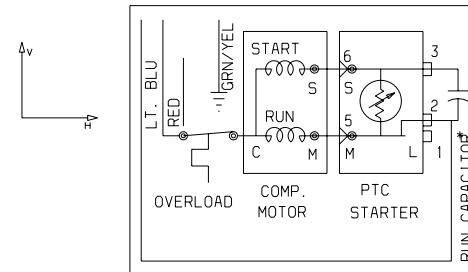 V
H
LT. BLU
RED
GRN/YEL
START
RUN
S
C
M
6
S
5
M
3
2
L
1
OVERLOAD
COMP.
MOTOR
PTC
STARTER
RUN CAPACITOR*